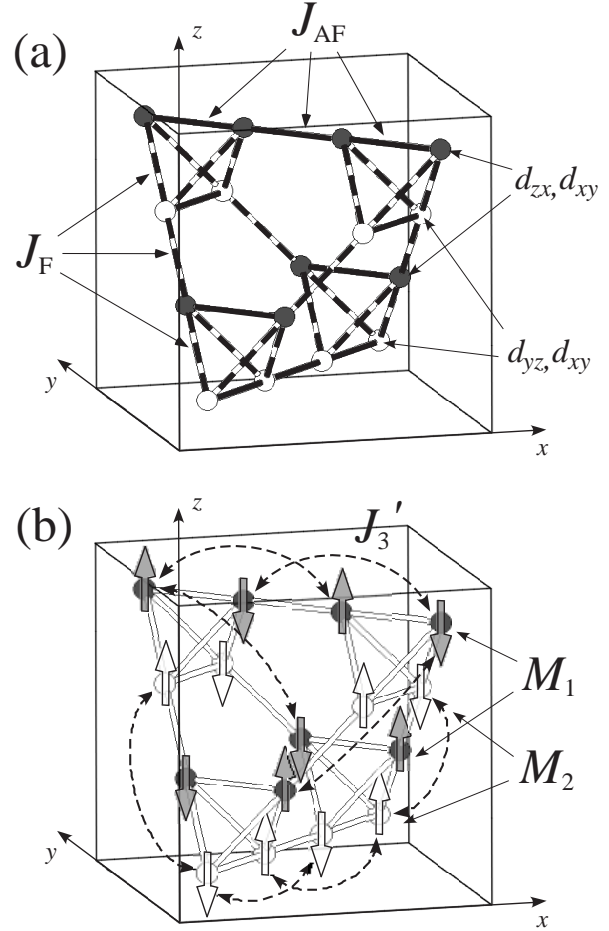 (a)
z
J_AF
d_zx, d_xy
J_F
d_yz, d_xy
y
x
(b)
z
J_3'
M_1
M_2
y
x